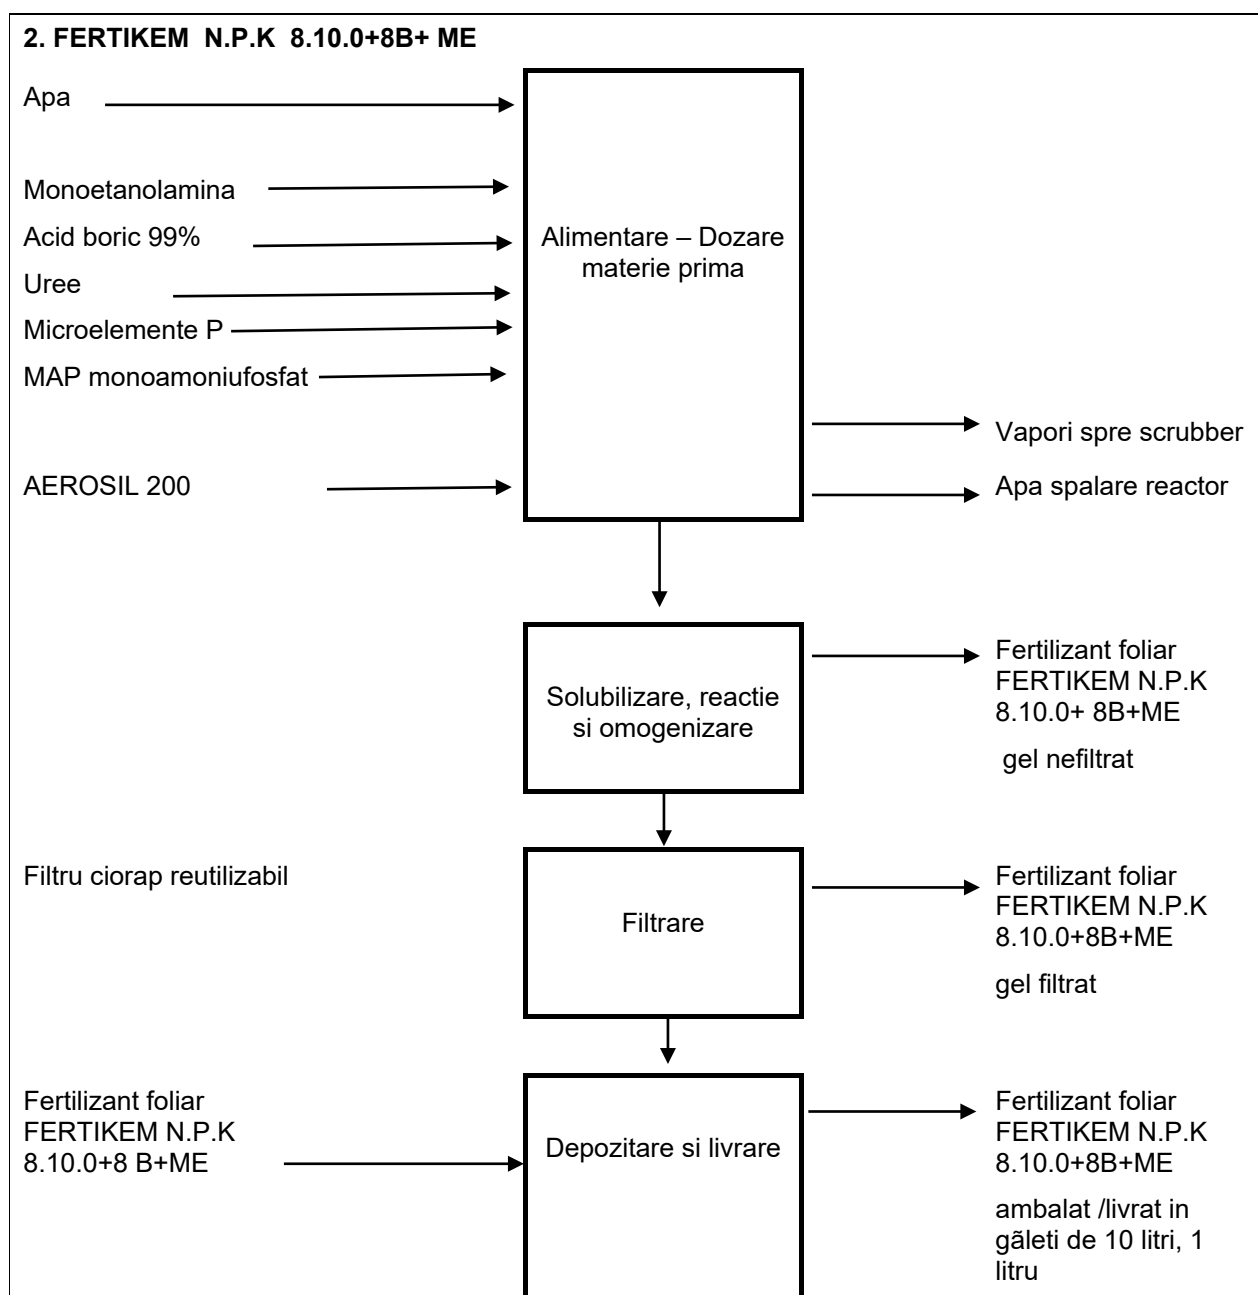 2. FERTIKEM N.P.K 8.10.0+8B+ ME
Apa
Monoetanolamina
Acid boric 99%
Uree
Microelemente P
MAP monoamoniufosfat
AEROSIL 200
Alimentare – Dozare
materie prima
Vapori spre scrubber
Apa spalare reactor
Solubilizare, reactie
si omogenizare
Fertilizant foliar
FERTIKEM N.P.K
8.10.0+ 8B+ME
gel nefiltrat
Filtru ciorap reutilizabil
Filtrare
Fertilizant foliar
FERTIKEM N.P.K
8.10.0+8B+ME
gel filtrat
Fertilizant foliar
FERTIKEM N.P.K
8.10.0+8 B+ME
Depozitare si livrare
Fertilizant foliar
FERTIKEM N.P.K
8.10.0+8B+ME
ambalat /livrat in
gãleti de 10 litri, 1
litru